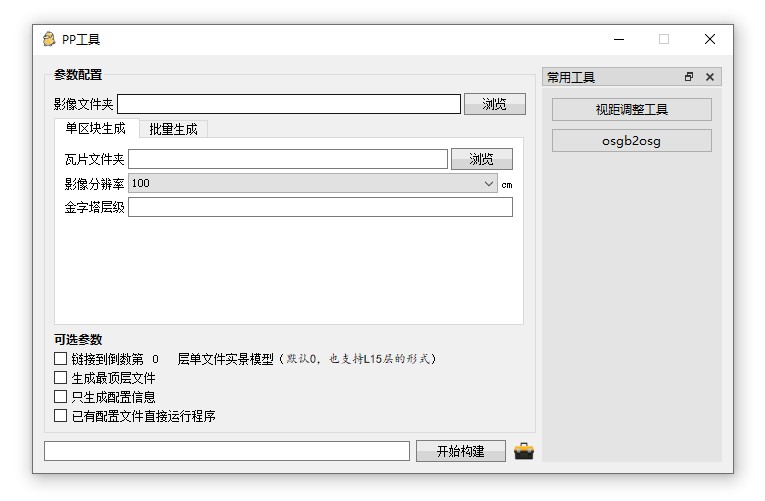 PP工具
参数配置
影像文件夹 浏览
单区块生成 批量生成
瓦片文件夹 浏览
影像分辨率 100 cm
金字塔层级
可选参数
链接到倒数第 0 层单文件实景模型（默认0，也支持L15层的形式）
生成最顶层文件
只生成配置信息
已有配置文件直接运行程序
开始构建
常用工具
视距调整工具
osgb2osg